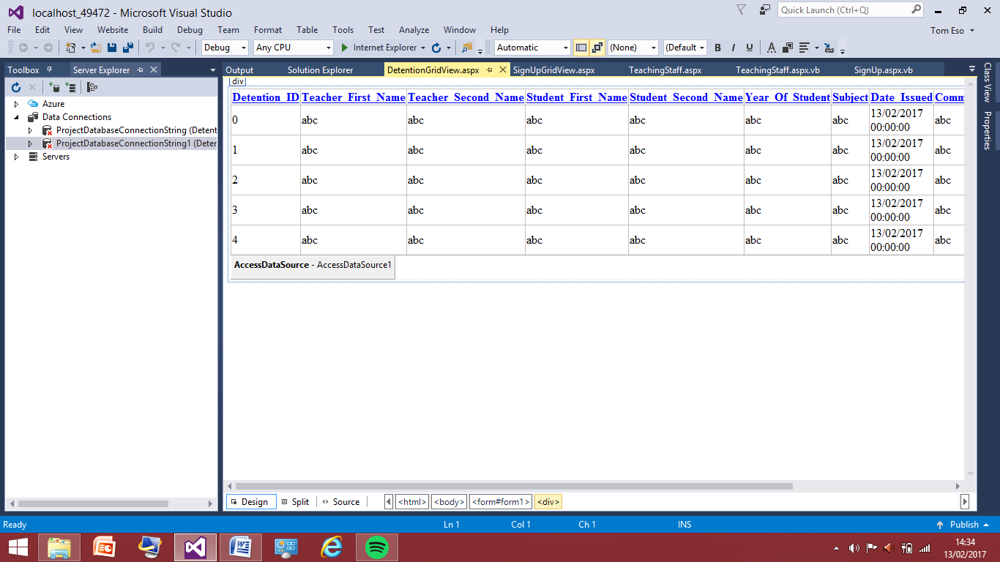 localhost_49472 - Microsoft Visual Studio
Quick Launch (Ctrl+Q)
File Edit View Website Build Debug Team Format Table Tools Test Analyze Window Help
Tom Eso
Debug Any CPU Internet Explorer Automatic (None) (Default B I U A
Toolbox Server Explorer
Output Solution Explorer DetentionGridView.aspx SignUpGridView.aspx TeachingStaff.aspx TeachingStaff.aspx.vb SignUp.aspx.vb
Class View
Properties
Azure
Data Connections
ProjectDatabaseConnectionString (Detent
ProjectDatabaseConnectionString1 (Deter
Servers
div
Detention_ID Teacher_First_Name Teacher_Second_Name Student_First_Name Student_Second_Name Year_Of_Student Subject Date_Issued Comm
0 abc abc abc abc abc abc 13/02/2017 00:00:00 abc
1 abc abc abc abc abc abc 13/02/2017 00:00:00 abc
2 abc abc abc abc abc abc 13/02/2017 00:00:00 abc
3 abc abc abc abc abc abc 13/02/2017 00:00:00 abc
4 abc abc abc abc abc abc 13/02/2017 00:00:00 abc
AccessDataSource - AccessDataSource1
Design Split Source <html> <body> <form#form1> <div>
Ready Ln 1 Col 1 Ch 1 INS Publish
14:34
13/02/2017